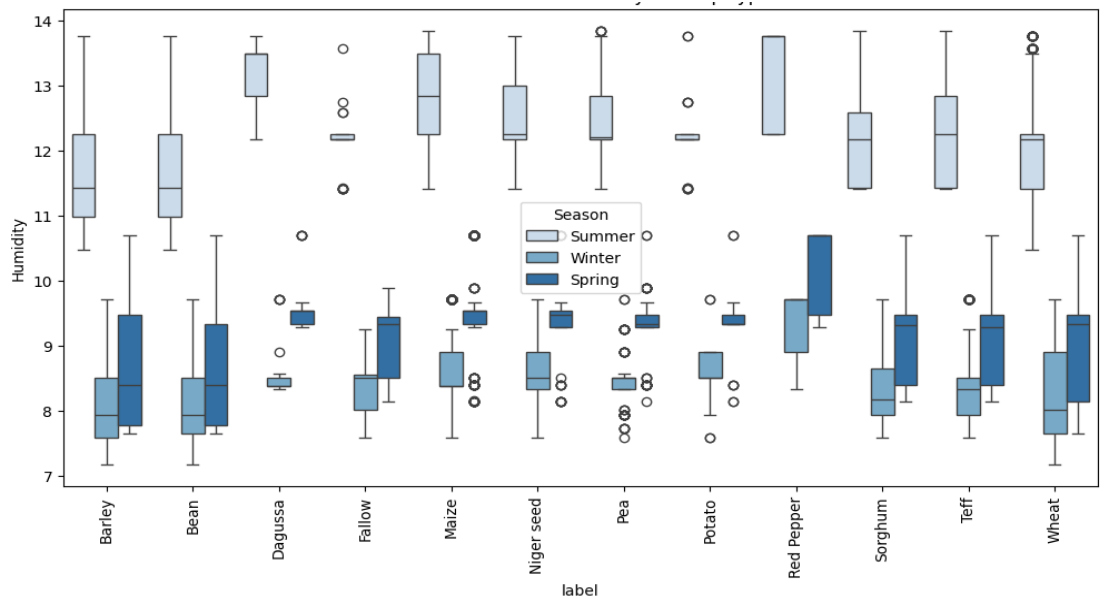 14
13
12
11
10
9
8
7
Humidity
Season
Summer
Winter
Spring
Barley
Bean
Dagussa
Fallow
Maize
Niger seed
Pea
Potato
Red Pepper
Sorghum
Teff
Wheat
label